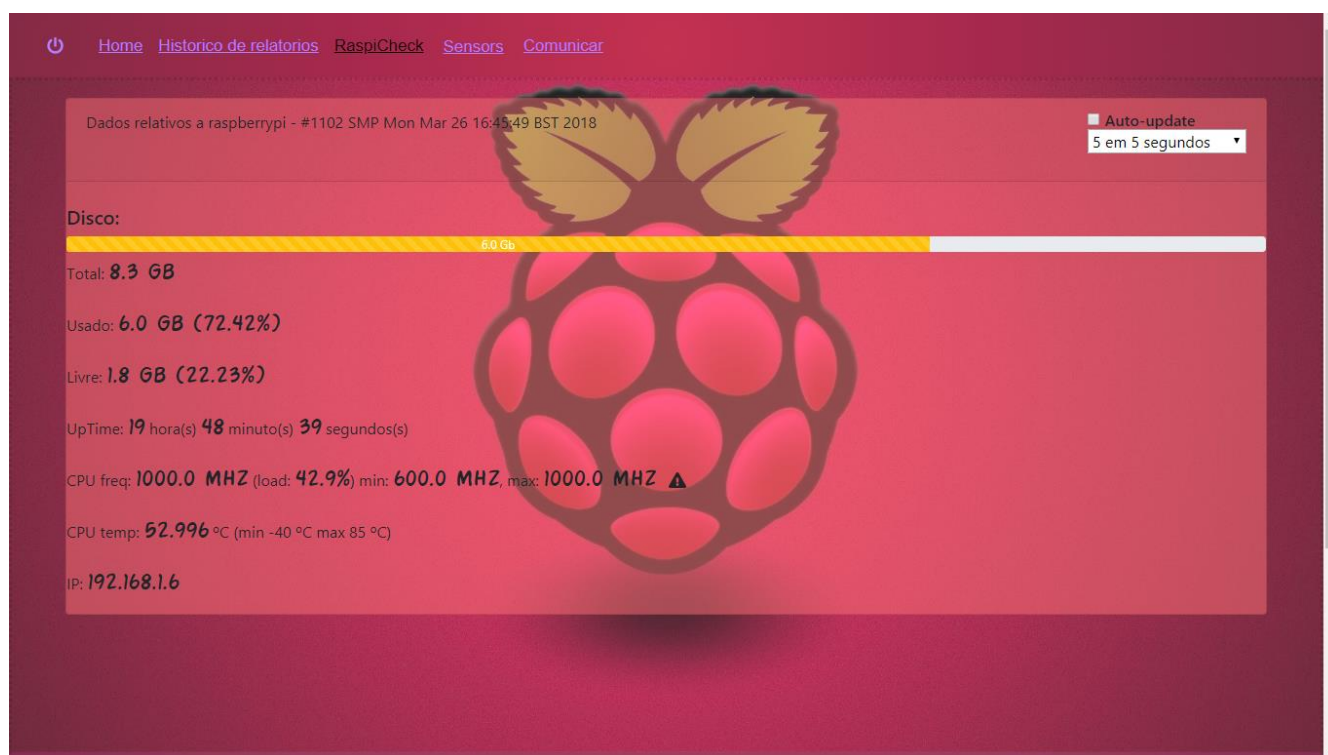 Home Historico de relatorios RaspiCheck Sensors Comunicar
Dados relativos a raspberrypi - #1102 SMP Mon Mar 26 16:45:49 BST 2018
Auto-update
5 em 5 segundos
Disco:
6.0 Gb
Total: 8.3 GB
Usado: 6.0 GB (72.42%)
Livre: 1.8 GB (22.23%)
UpTime: 19 hora(s) 48 minuto(s) 39 segundos(s)
CPU freq: 1000.0 MHZ (load: 42.9%) min: 600.0 MHZ, max: 1000.0 MHZ
CPU temp: 52.996 ºC (min -40 ºC max 85 ºC)
IP: 192.168.1.6